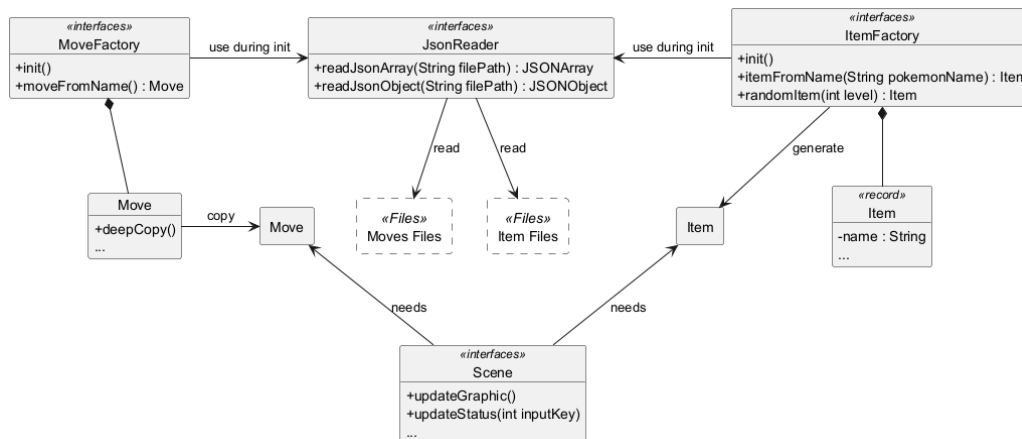 «interfaces»
MoveFactory
+init()
+moveFromName() : Move
use during init
«interfaces»
JsonReader
+readJsonArray(String filePath) : JSONArray
+readJsonObject(String filePath) : JSONObject
use during init
«interfaces»
ItemFactory
+init()
+itemFromName(String pokemonName) : Item
+randomItem(int level) : Item
read
read
generate
Move
+deepCopy()
...
copy
Move
«Files»
Moves Files
«Files»
Item Files
Item
«record»
Item
-name : String
...
needs
needs
«interfaces»
Scene
+updateGraphic()
+updateStatus(int inputKey)
...